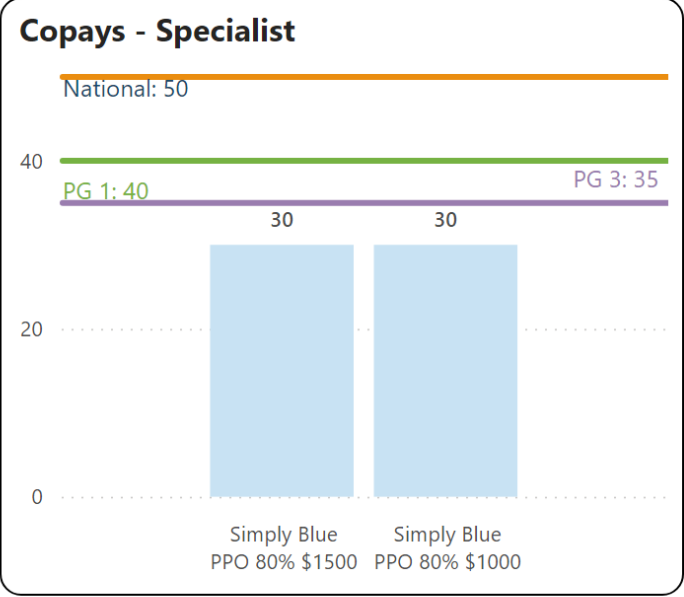 Copays - Specialist
National: 50
40
PG 3: 35
PG 1: 40
30 30
20
0
Simply Blue Simply Blue
PPO 80% $1500 PPO 80% $1000